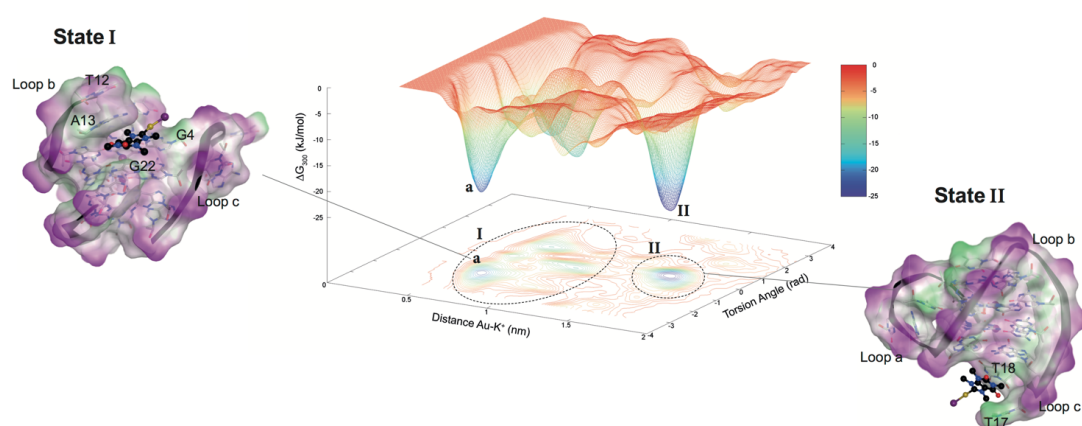 State I
Loop b
T12
A13
G4
G22
Loop c
ΔG300 (kJ/mol)
0
-5
-10
-15
-20
-25
a
II
I
a
II
0
0.5
1
1.5
2
Distance Au-K+ (nm)
-4
-3
-2
-1
0
1
2
3
4
Torsion Angle (rad)
0
-5
-10
-15
-20
-25
State II
Loop b
Loop a
T18
Loop c
T17